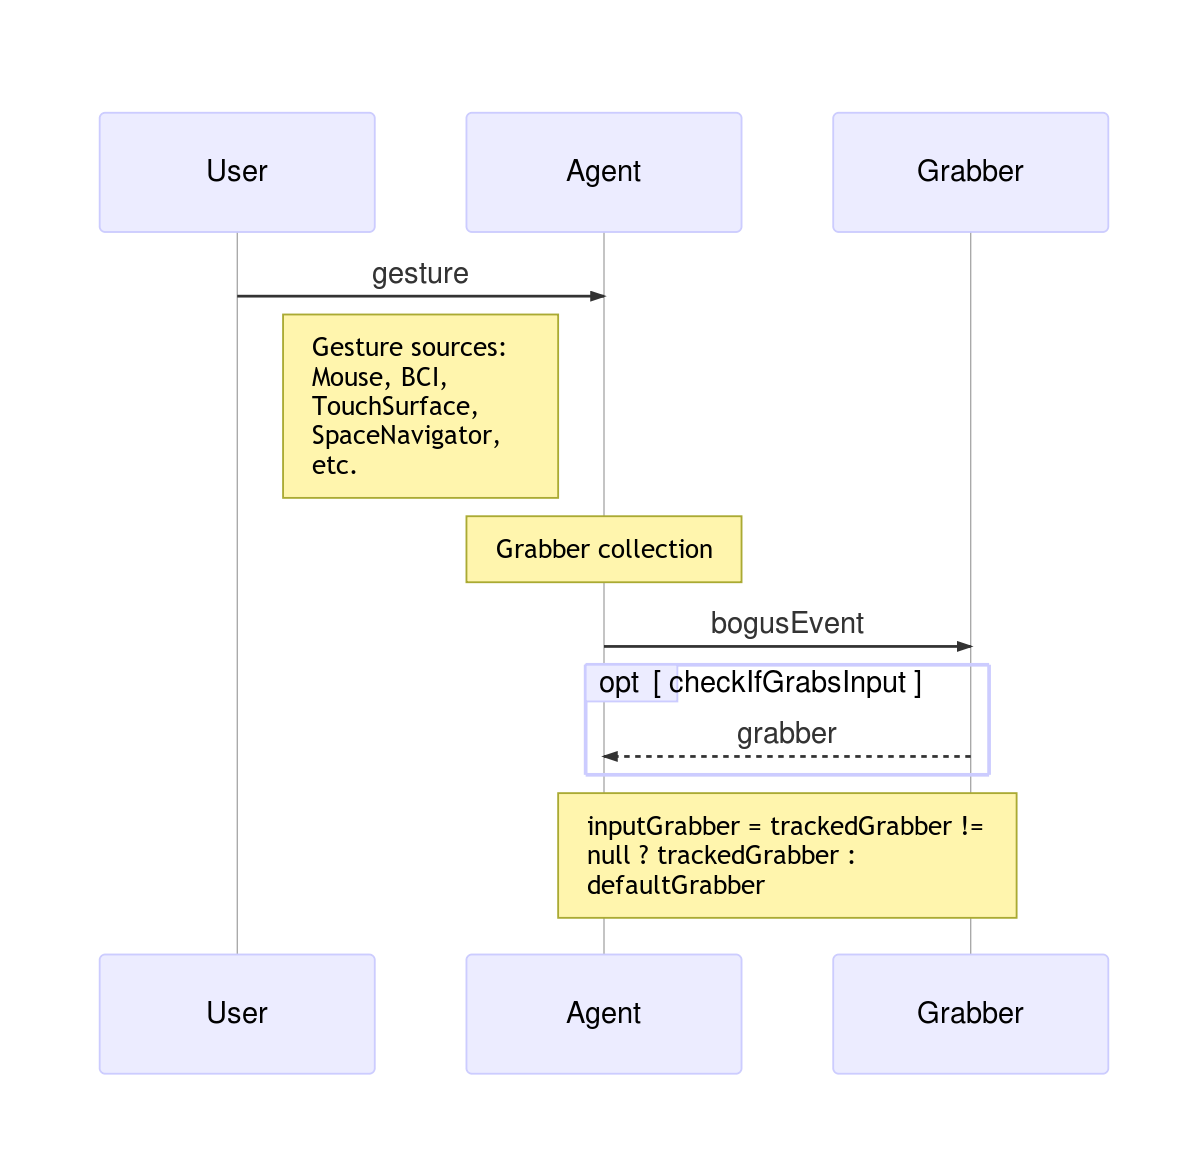 User
Agent
Grabber
gesture
Gesture sources:
Mouse, BCI,
TouchSurface,
SpaceNavigator,
etc.
Grabber collection
bogusEvent
opt [ checkIfGrabsInput ]
grabber
inputGrabber = trackedGrabber !=
null ? trackedGrabber :
defaultGrabber
User
Agent
Grabber